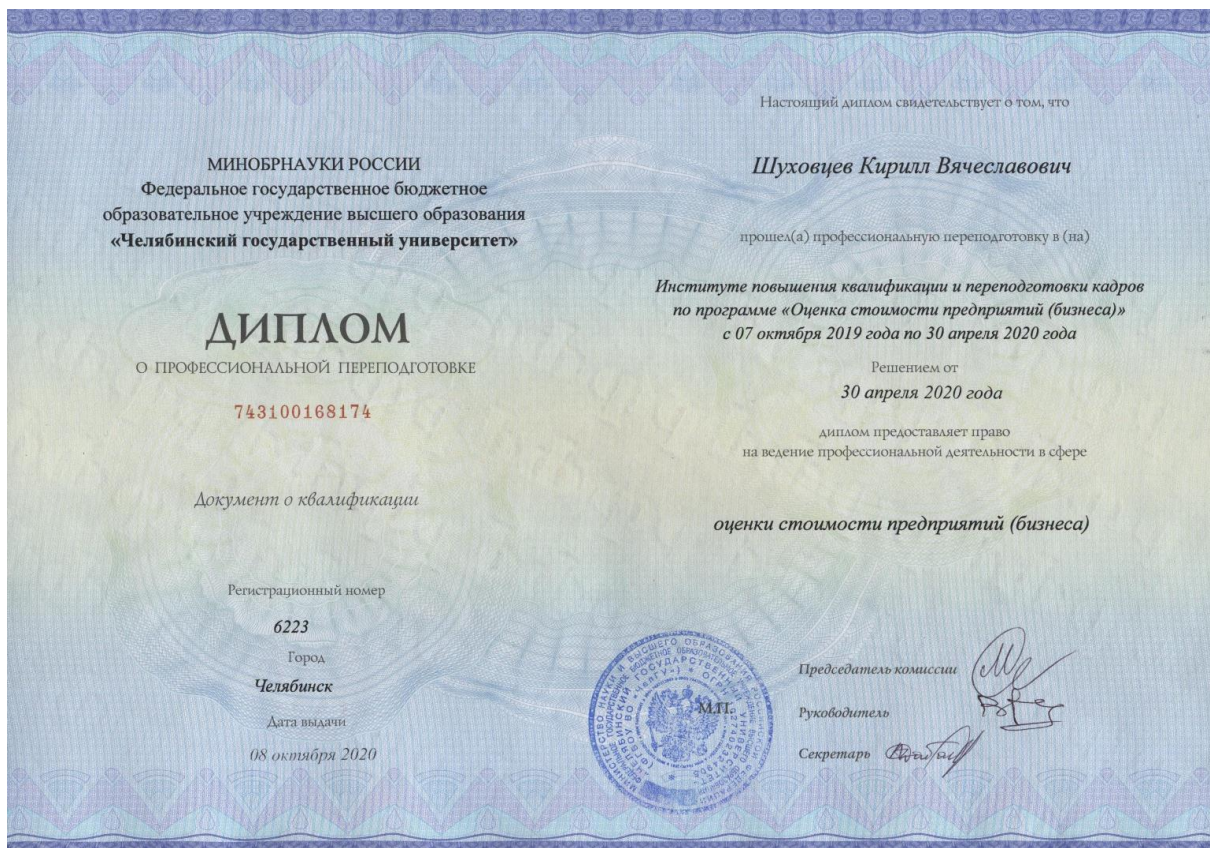 МИНОБРНАУКИ РОССИИ
Федеральное государственное бюджетное
образовательное учреждение высшего образования
«Челябинский государственный университет»
ДИПЛОМ
О ПРОФЕССИОНАЛЬНОЙ ПЕРЕПОДГОТОВКЕ
743100168174
Документ о квалификации
Регистрационный номер
6223
Город
Челябинск
Дата выдачи
08 октября 2020
Настоящий диплом свидетельствует о том, что
Шуховцев Кирилл Вячеславович
прошел(а) профессиональную переподготовку в (на)
Институте повышения квалификации и переподготовки кадров
по программе «Оценка стоимости предприятий (бизнеса)»
с 07 октября 2019 года по 30 апреля 2020 года
Решением от
30 апреля 2020 года
диплом предоставляет право
на ведение профессиональной деятельности в сфере
оценки стоимости предприятий (бизнеса)
М.П.
Председатель комиссии
Руководитель
Секретарь